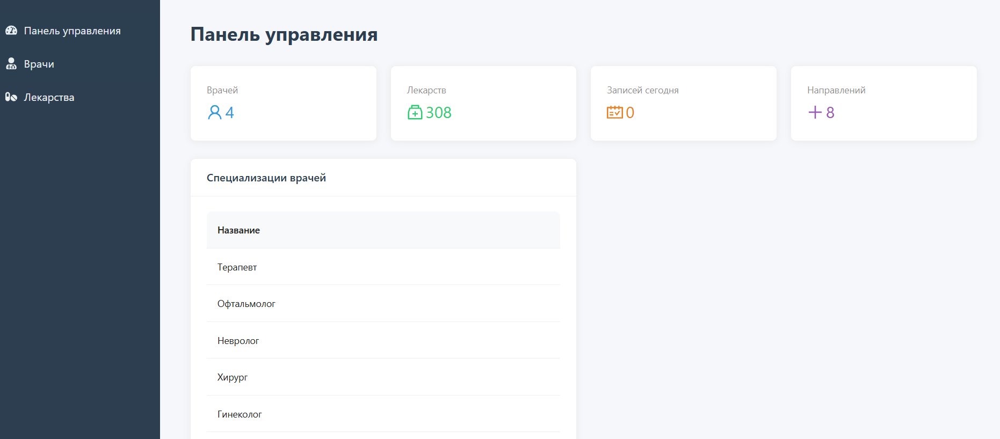 Панель управления
Врачи
Лекарства
Панель управления
Врачей
4
Лекарств
308
Записей сегодня
0
Направлений
8
Специализации врачей
Название
Терапевт
Офтальмолог
Невролог
Хирург
Гинеколог